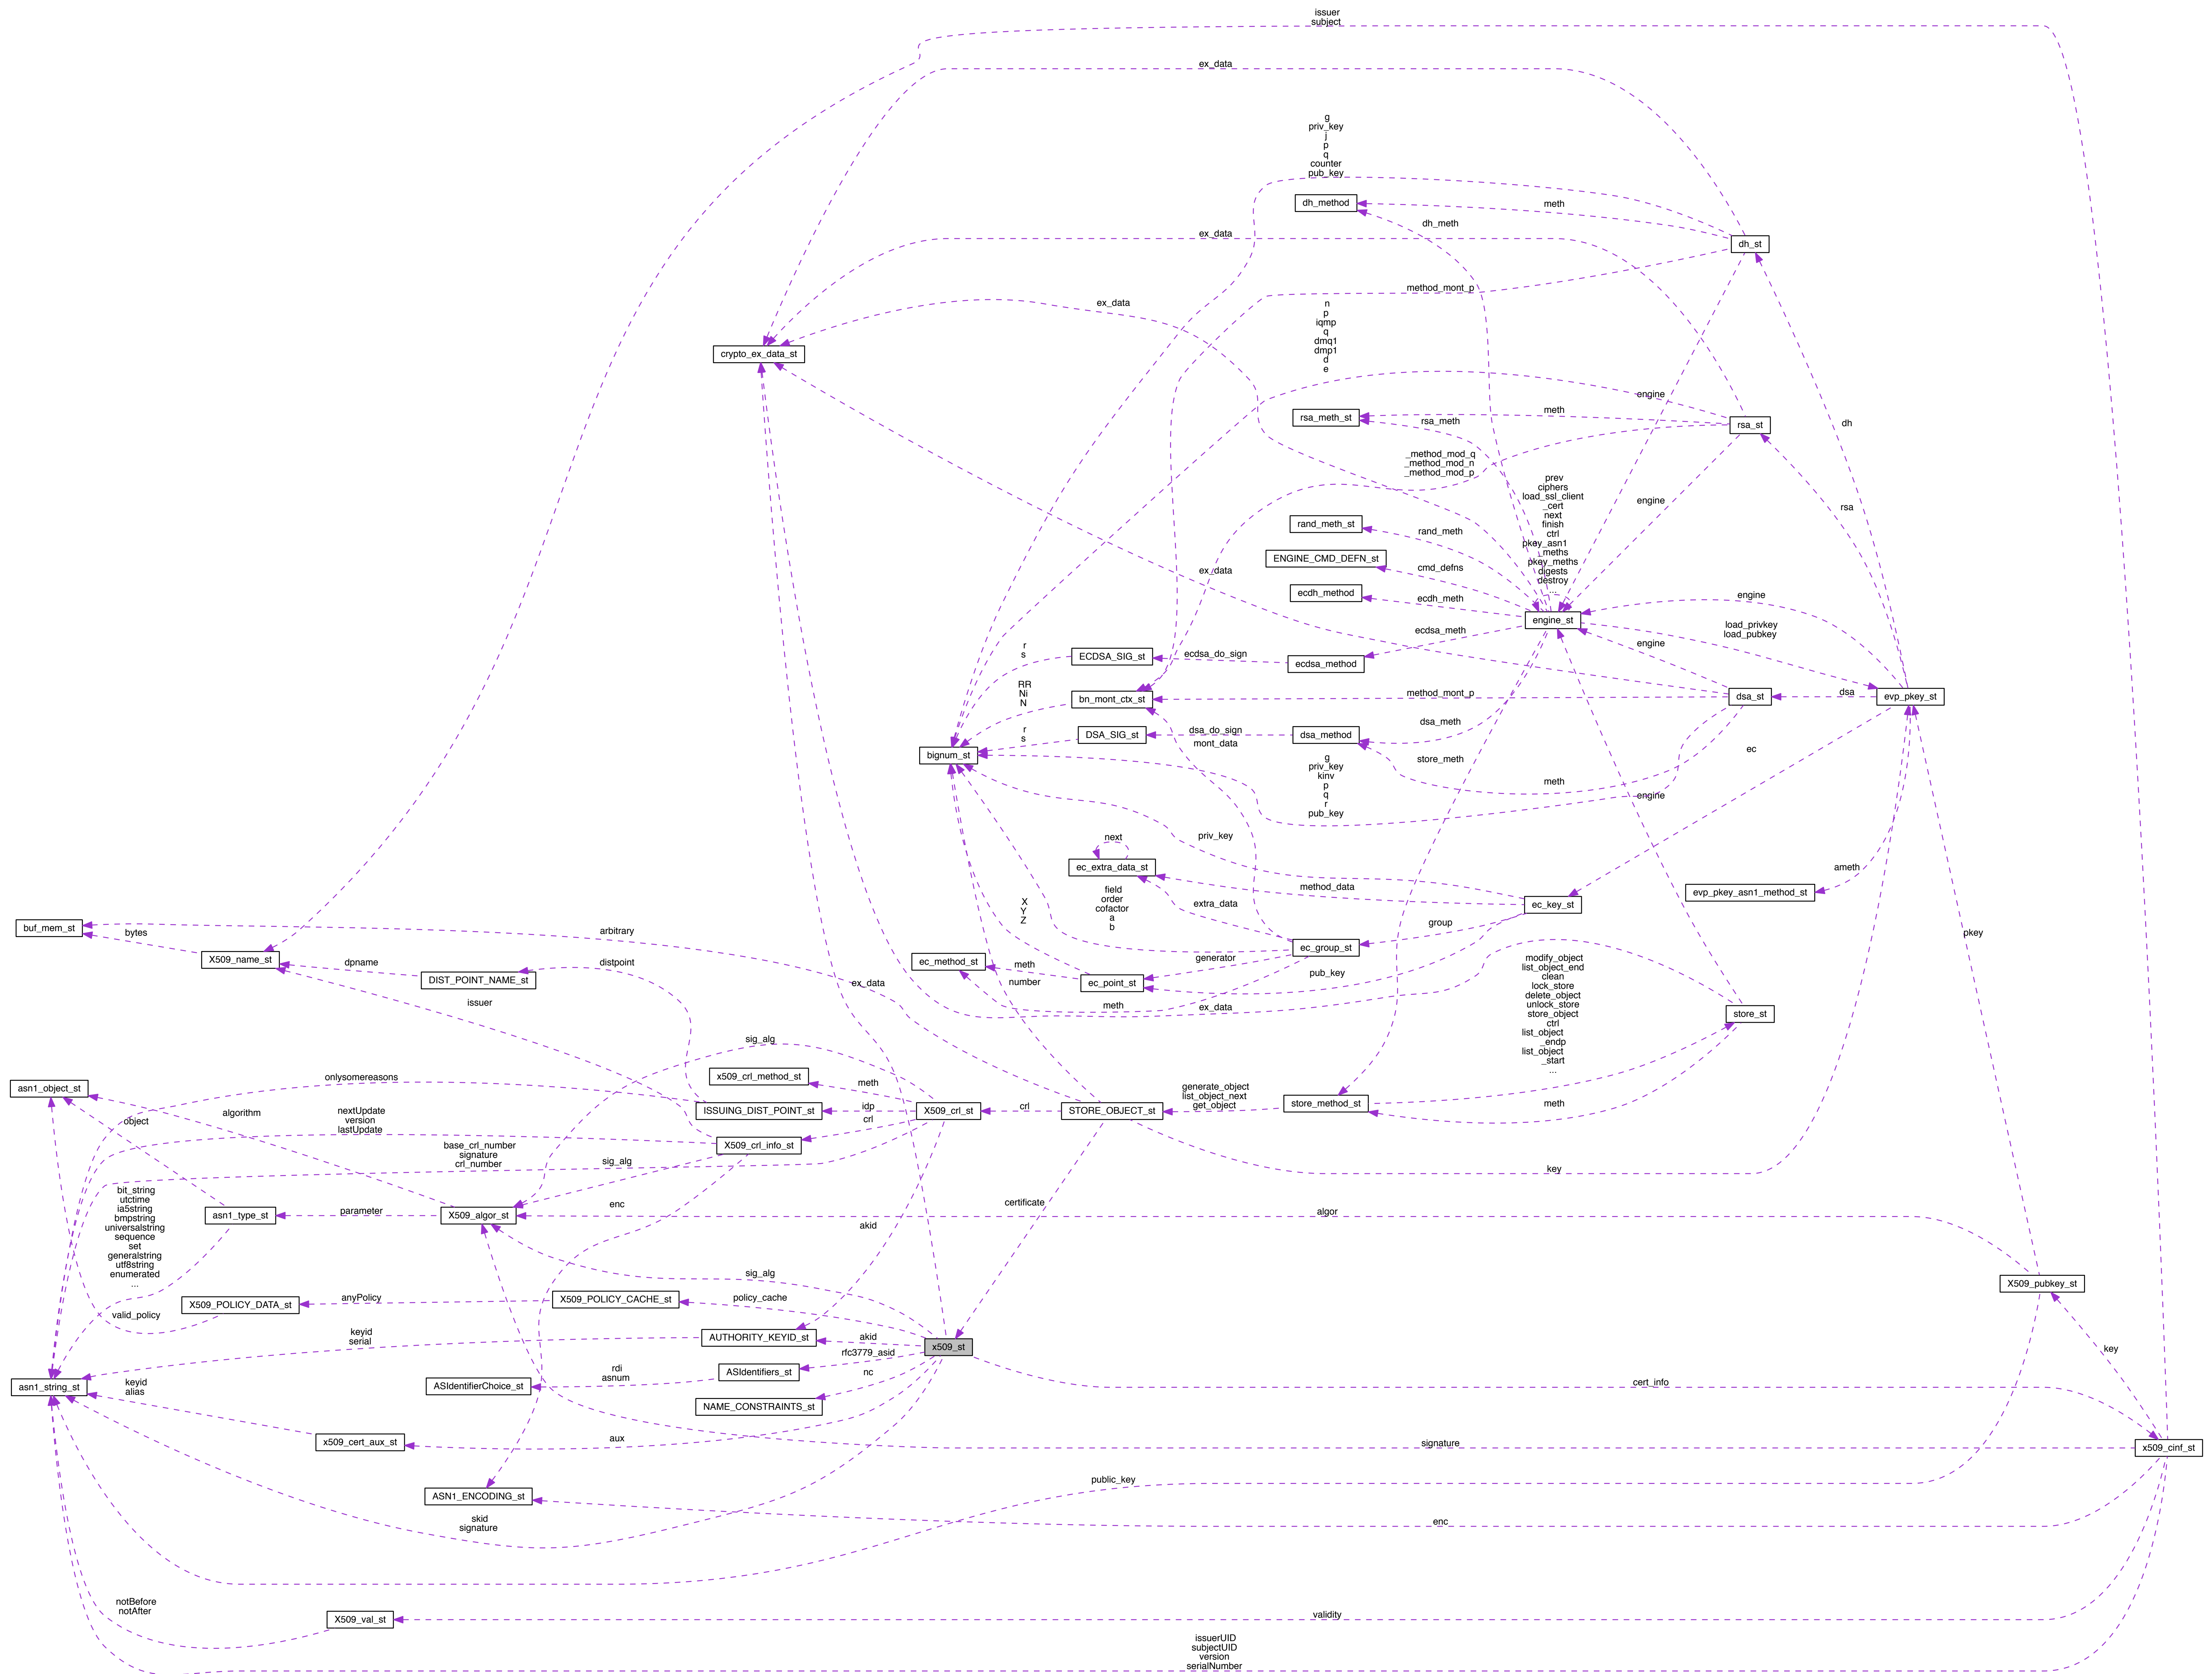 issuer
subject
ex_data
g
priv_key
j
p
q
counter
pub_key
dh_method
meth
dh_meth
ex_data
dh_st
method_mont_p
ex_data
n
p
iqmp
q
dmq1
dmp1
d
e
crypto_ex_data_st
engine
rsa_meth_st
meth
rsa_meth
rsa_st
dh
_method_mod_q
_method_mod_n
_method_mod_p
prev
ciphers
load_ssl_client
_cert
next
finish
ctrl
pkey_asn1
_meths
pkey_meths
digests
destroy
...
engine
rsa
rand_meth_st
rand_meth
ENGINE_CMD_DEFN_st
cmd_defns
ex_data
ecdh_method
ecdh_meth
engine
engine_st
load_privkey
load_pubkey
ecdsa_meth
engine
r
s
ECDSA_SIG_st
ecdsa_do_sign
ecdsa_method
RR
Ni
N
bn_mont_ctx_st
method_mont_p
dsa_st
dsa
evp_pkey_st
r
s
DSA_SIG_st
dsa_do_sign
mont_data
dsa_method
dsa_meth
ec
bignum_st
g
priv_key
kinv
p
q
r
pub_key
store_meth
meth
engine
priv_key
next
ec_extra_data_st
method_data
ameth
evp_pkey_asn1_method_st
field
order
cofactor
a
b
X
Y
Z
extra_data
ec_key_st
group
buf_mem_st
bytes
arbitrary
pkey
X509_name_st
dpname
distpoint
DIST_POINT_NAME_st
ec_method_st
meth
number
ec_group_st
generator
pub_key
ec_point_st
modify_object
list_object_end
clean
lock_store
delete_object
unlock_store
store_object
ctrl
list_object
_endp
list_object
_start
...
issuer
ex_data
meth
ex_data
store_st
sig_alg
asn1_object_st
onlysomereasons
x509_crl_method_st
meth
generate_object
list_object_next
get_object
object
algorithm
nextUpdate
version
lastUpdate
ISSUING_DIST_POINT_st
idp
crl
X509_crl_st
crl
STORE_OBJECT_st
store_method_st
meth
X509_crl_info_st
base_crl_number
signature
crl_number
sig_alg
key
bit_string
utctime
ia5string
bmpstring
universalstring
sequence
set
generalstring
utf8string
enumerated
...
asn1_type_st
parameter
X509_algor_st
enc
akid
certificate
algor
sig_alg
X509_pubkey_st
valid_policy
X509_POLICY_DATA_st
anyPolicy
X509_POLICY_CACHE_st
policy_cache
keyid
serial
AUTHORITY_KEYID_st
akid
x509_st
rfc3779_asid
key
asn1_string_st
keyid
alias
ASIdentifierChoice_st
rdi
asnum
ASIdentifiers_st
nc
NAME_CONSTRAINTS_st
cert_info
x509_cert_aux_st
aux
signature
x509_cinf_st
public_key
ASN1_ENCODING_st
skid
signature
enc
notBefore
notAfter
X509_val_st
validity
issuerUID
subjectUID
version
serialNumber